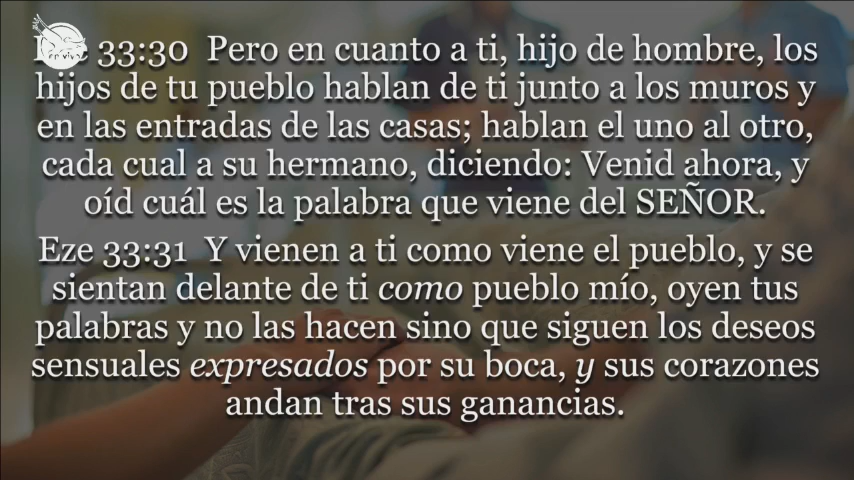 33:30 Pero en cuanto a ti, hijo de hombre, los
hijos de tu pueblo hablan de ti junto a los muros y
en las entradas de las casas; hablan el uno al otro,
cada cual a su hermano, diciendo: Venid ahora, y
oíd cuál es la palabra que viene del SEÑOR.
Eze 33:31 Y vienen a ti como viene el pueblo, y se
sientan delante de ti como pueblo mío, oyen tus
palabras y no las hacen sino que siguen los deseos
sensuales expresados por su boca, y sus corazones
andan tras sus ganancias.